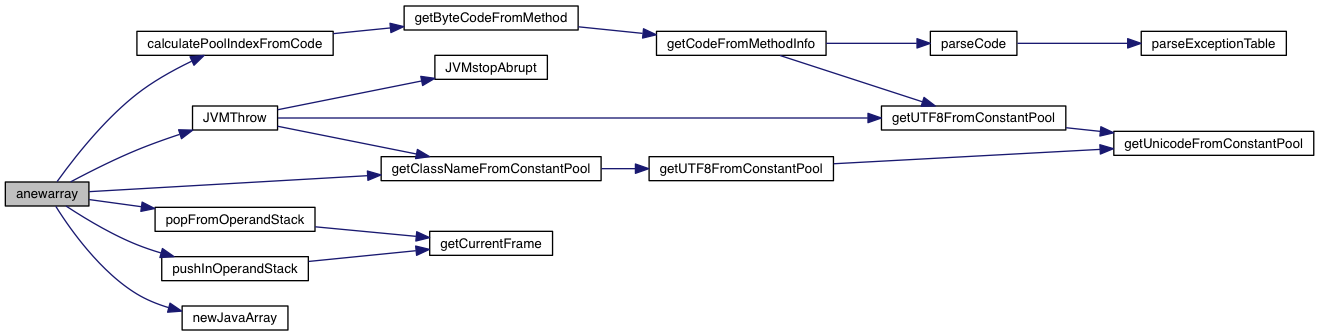 getByteCodeFromMethod
calculatePoolIndexFromCode
getCodeFromMethodInfo
parseCode
parseExceptionTable
JVMstopAbrupt
JVMThrow
getUTF8FromConstantPool
getUnicodeFromConstantPool
getClassNameFromConstantPool
getUTF8FromConstantPool
anewarray
popFromOperandStack
getCurrentFrame
pushInOperandStack
newJavaArray